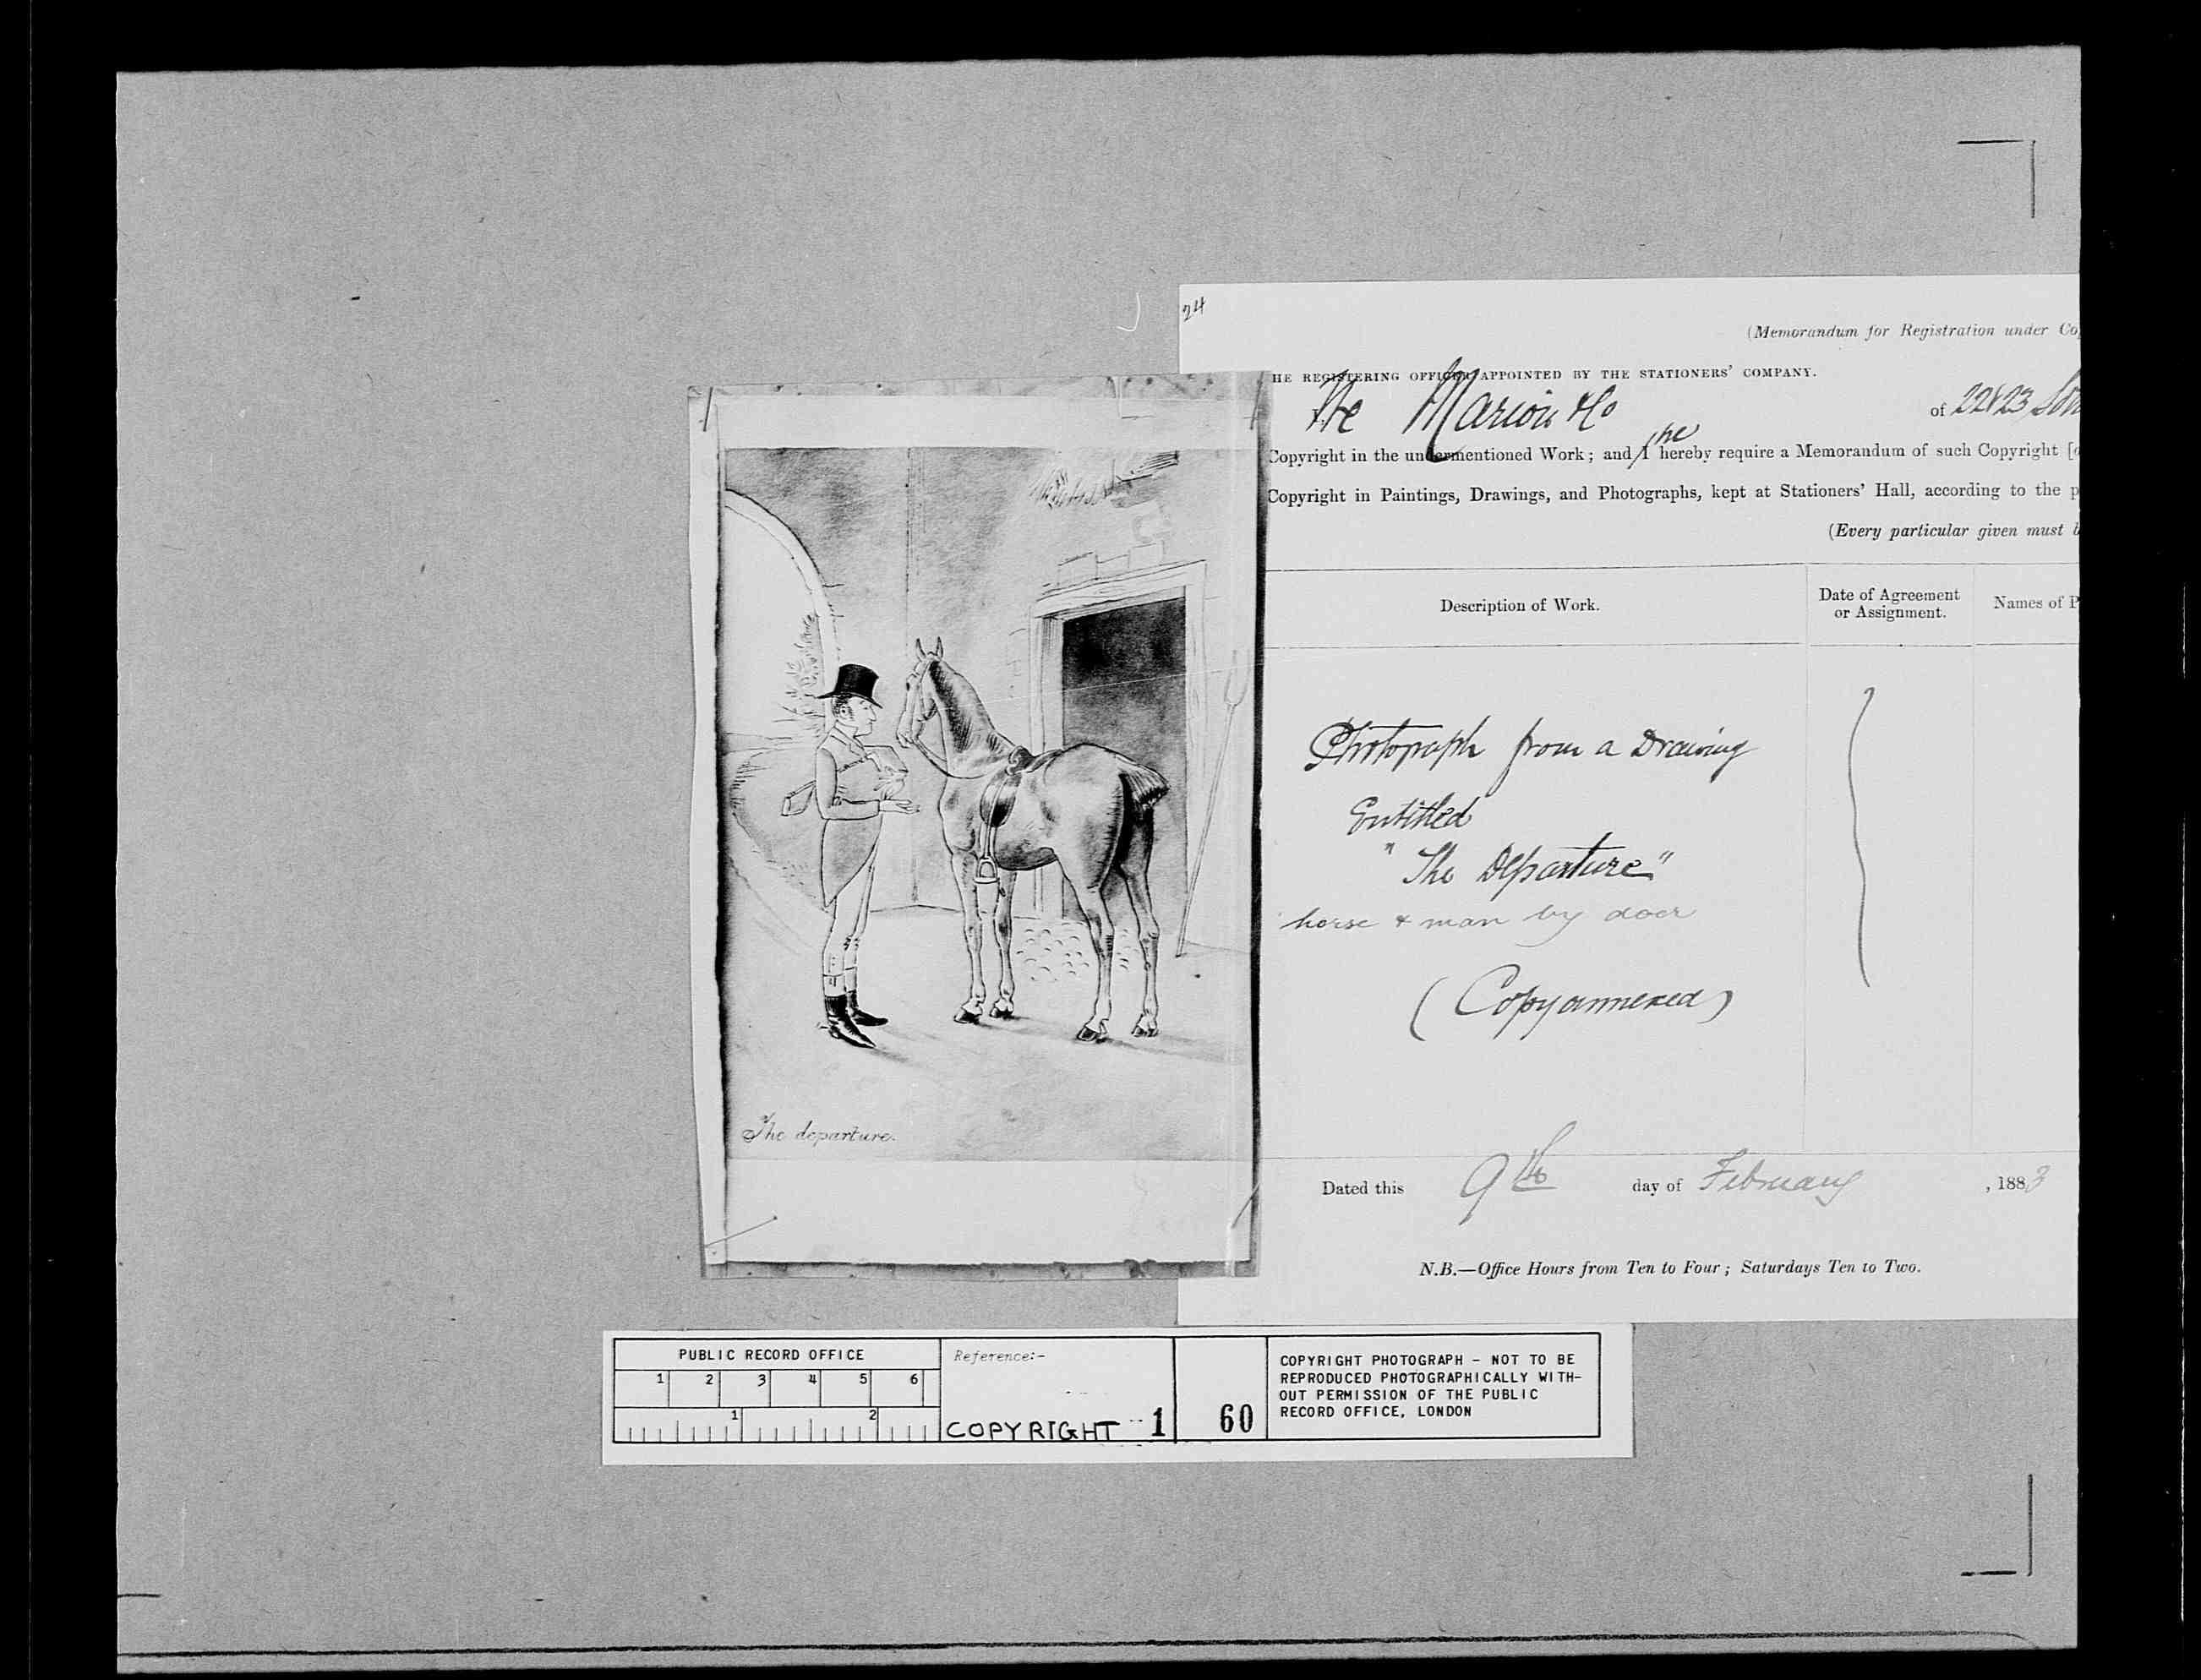 24
(Memorandum for Registration under Co
HE REGISTERING OFFICER APPOINTED BY THE STATIONERS' COMPANY.
We Marion & Co of 22 & 23
Copyright in the undermentioned Work; and I we hereby require a Memorandum of such Copyright [
Copyright in Paintings, Drawings, and Photographs, kept at Stationers' Hall, according to the p
(Every particular given must b
Description of Work.
Date of Agreement
or Assignment.
Names of P
Photograph from a Drawing
Entitled
"The Departure"
horse & man by door
(Copy annexed)
The departure.
Dated this 9th day of February, 1883
N.B.—Office Hours from Ten to Four; Saturdays Ten to Two.
PUBLIC RECORD OFFICE
1 2 3 4 5 6
1 2
Reference:-
COPYRIGHT 1
60
COPYRIGHT PHOTOGRAPH - NOT TO BE
REPRODUCED PHOTOGRAPHICALLY WITH-
OUT PERMISSION OF THE PUBLIC
RECORD OFFICE, LONDON